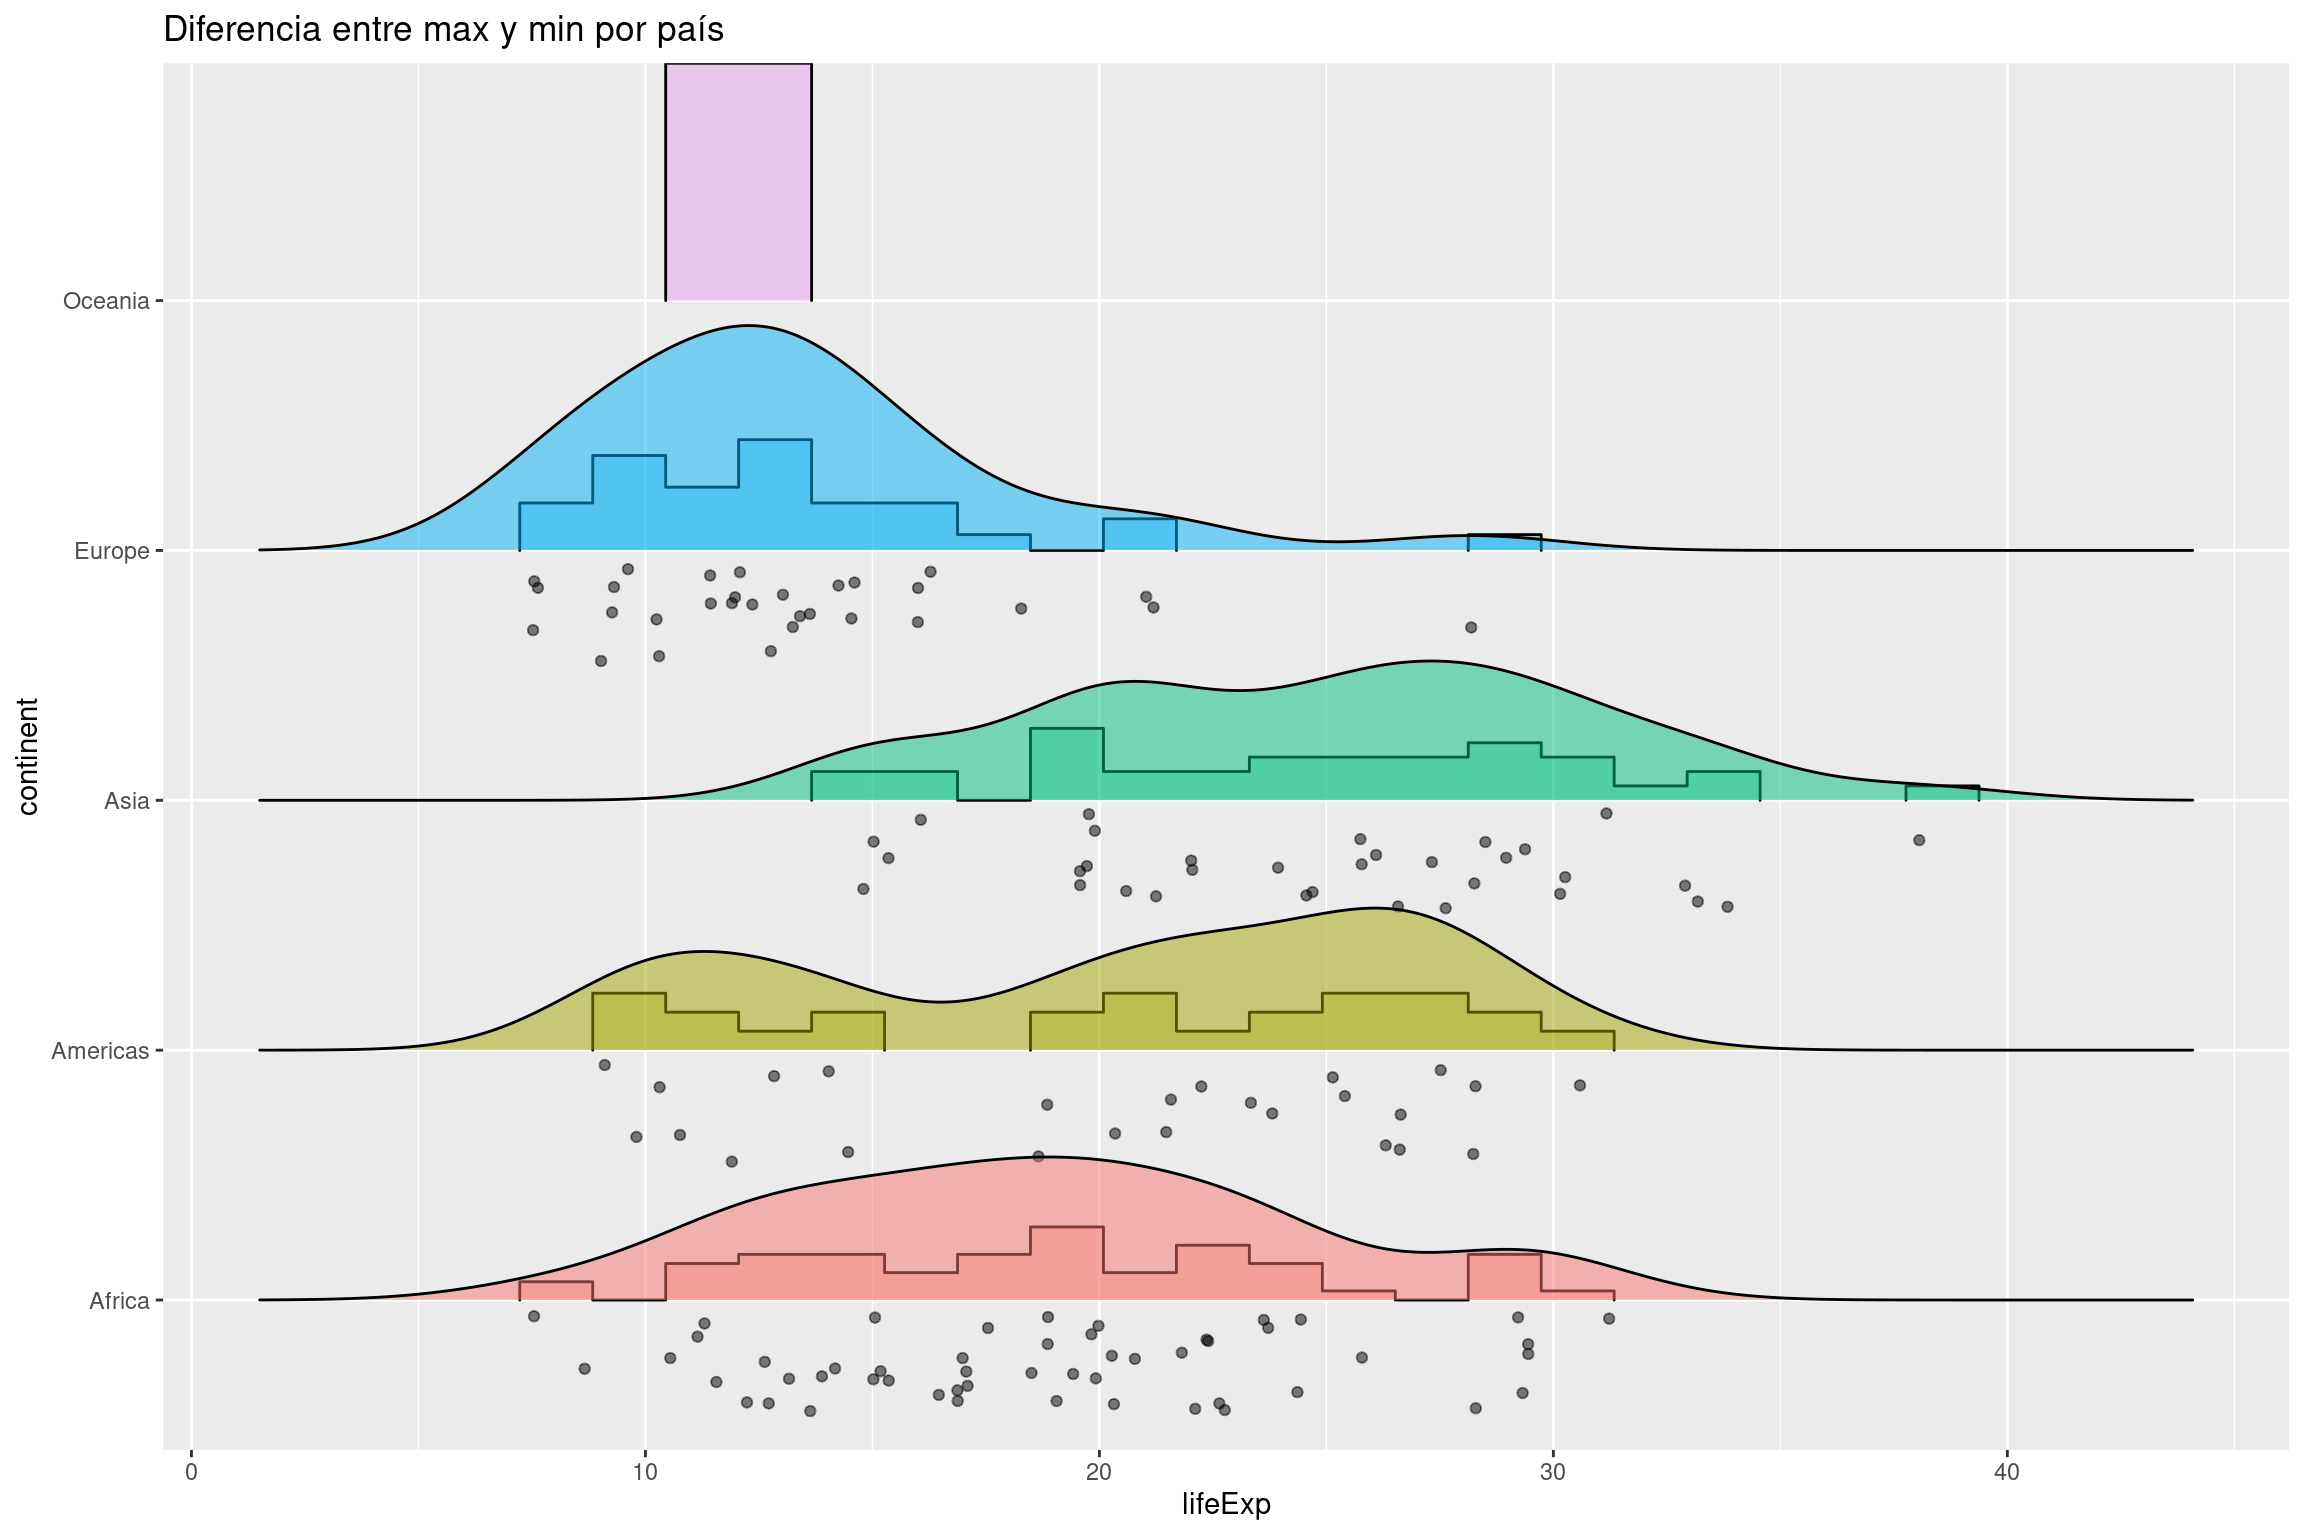 Diferencia entre max y min por país
Oceania
Europe
Asia
Americas
Africa
continent
0 10 20 30 40
lifeExp